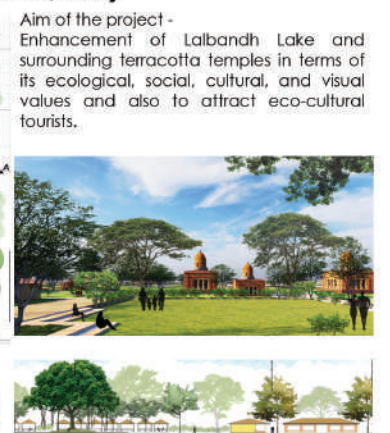 Aim of the project -
Enhancement of Lalbandh Lake and
surrounding terracotta temples in terms of
its ecological, social, cultural, and visual
values and also to attract eco-cultural
tourists.
A